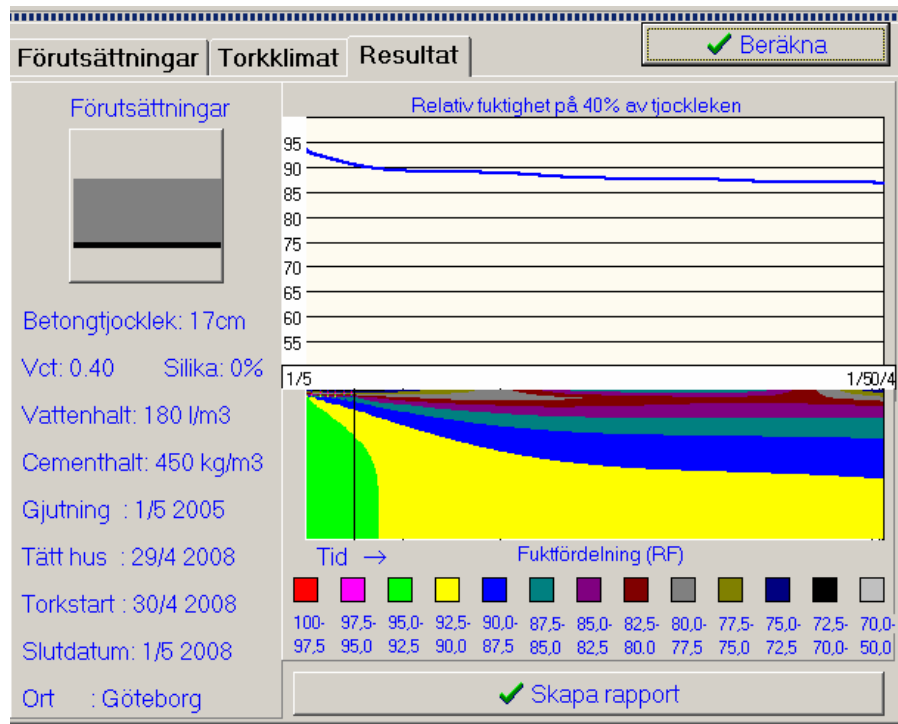 Förutsättningar Torkklimat Resultat Beräkna
Förutsättningar
Betongtjocklek: 17cm
Vct: 0.40 Silika: 0%
Vattenhalt: 180 l/m3
Cementhalt: 450 kg/m3
Gjutning : 1/5 2005
Tätt hus : 29/4 2008
Torkstart : 30/4 2008
Slutdatum: 1/5 2008
Ort : Göteborg
Relativ fuktighet på 40% av tjockleken
95
90
85
80
75
70
65
60
55
1/5 1/50/4
Tid → Fuktfördelning (RF)
100- 97,5- 95,0- 92,5- 90,0- 87,5- 85,0- 82,5- 80,0- 77,5- 75,0- 72,5- 70,0-
97,5 95,0 92,5 90,0 87,5 85,0 82,5 80.0 77,5 75,0 72,5 70,0- 50,0
Skapa rapport